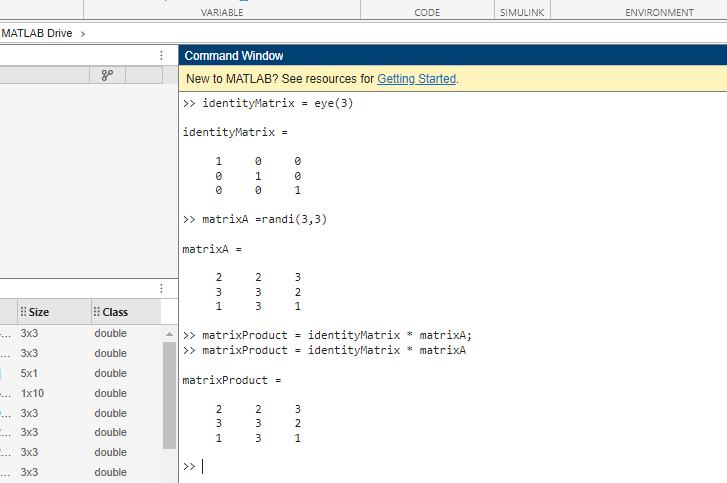 VARIABLE CODE SIMULINK ENVIRONMENT
MATLAB Drive >
Command Window
New to MATLAB? See resources for Getting Started.
>> identityMatrix = eye(3)
identityMatrix =
1 0 0
0 1 0
0 0 1
>> matrixA =randi(3,3)
matrixA =
2 2 3
3 3 2
1 3 1
>> matrixProduct = identityMatrix * matrixA;
>> matrixProduct = identityMatrix * matrixA
matrixProduct =
2 2 3
3 3 2
1 3 1
>>
Size Class
3x3 double
3x3 double
5x1 double
1x10 double
3x3 double
3x3 double
3x3 double
3x3 double